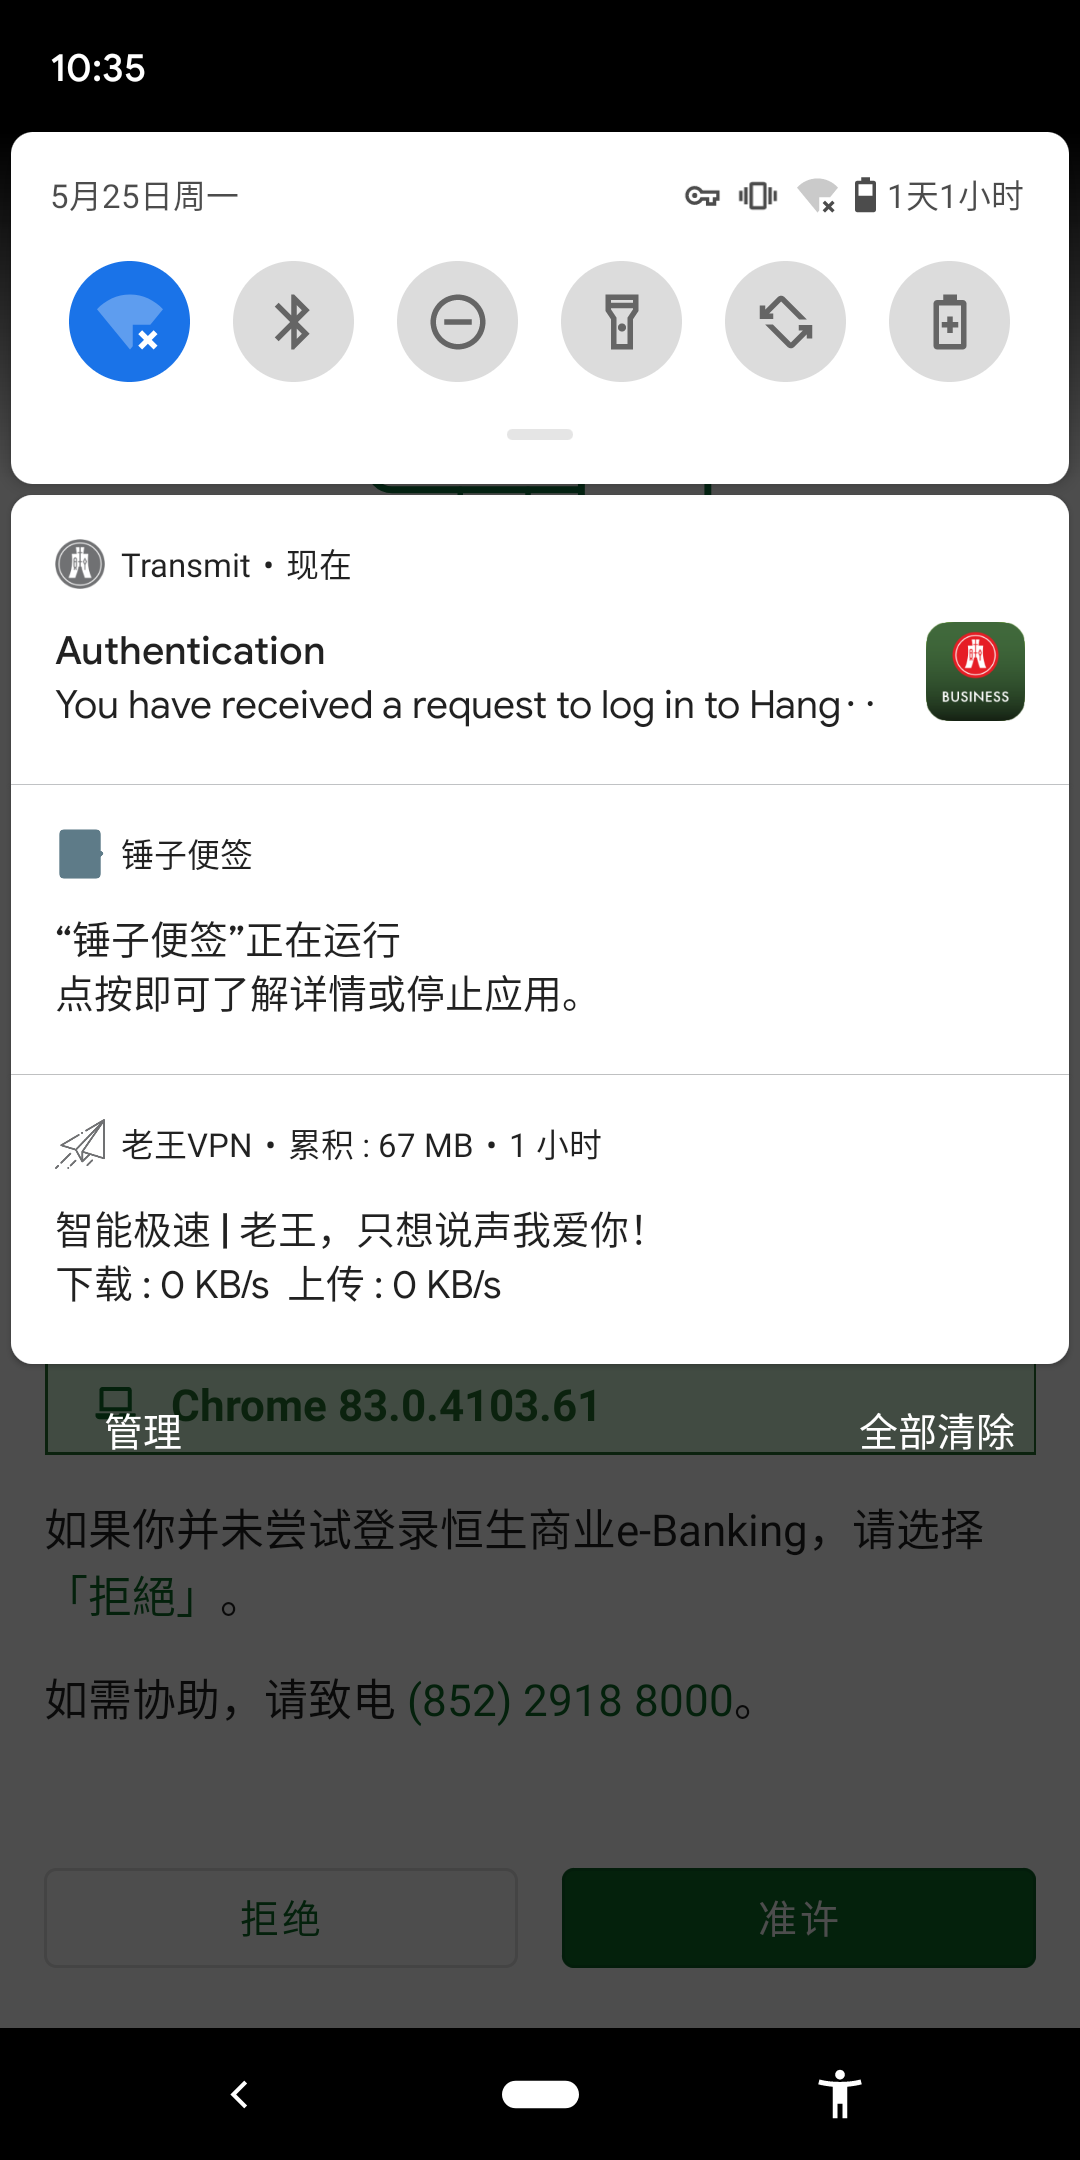 10:35
5月25日周一
1天1小时
Transmit • 现在
Authentication
You have received a request to log in to Hang··
BUSINESS
锤子便签
“锤子便签”正在运行
点按即可了解详情或停止应用。
老王VPN • 累积 : 67 MB • 1 小时
智能极速 | 老王，只想说声我爱你！
下载 : 0 KB/s 上传 : 0 KB/s
Chrome 83.0.4103.61
管理
全部清除
如果你并未尝试登录恒生商业e-Banking，请选择
「拒絕」。
如需协助，请致电 (852) 2918 8000。
拒绝
准许